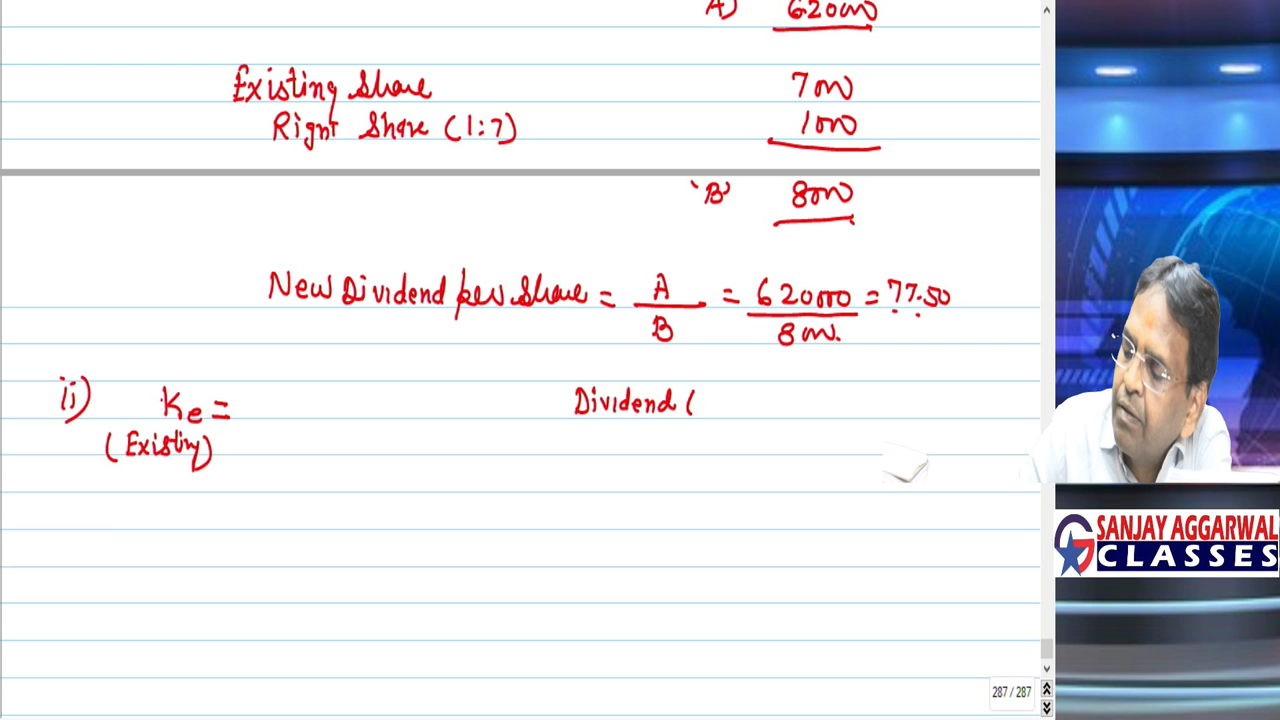 A) 620000
Existing Share 7000
Right Share (1:7) 1000
'B' 8000
New Dividend per Share = A / B = 620000 / 8000. = 77.50
ii) Ke = Dividend (
(Existing)
SANJAY AGGARWAL
CLASSES
287 / 287